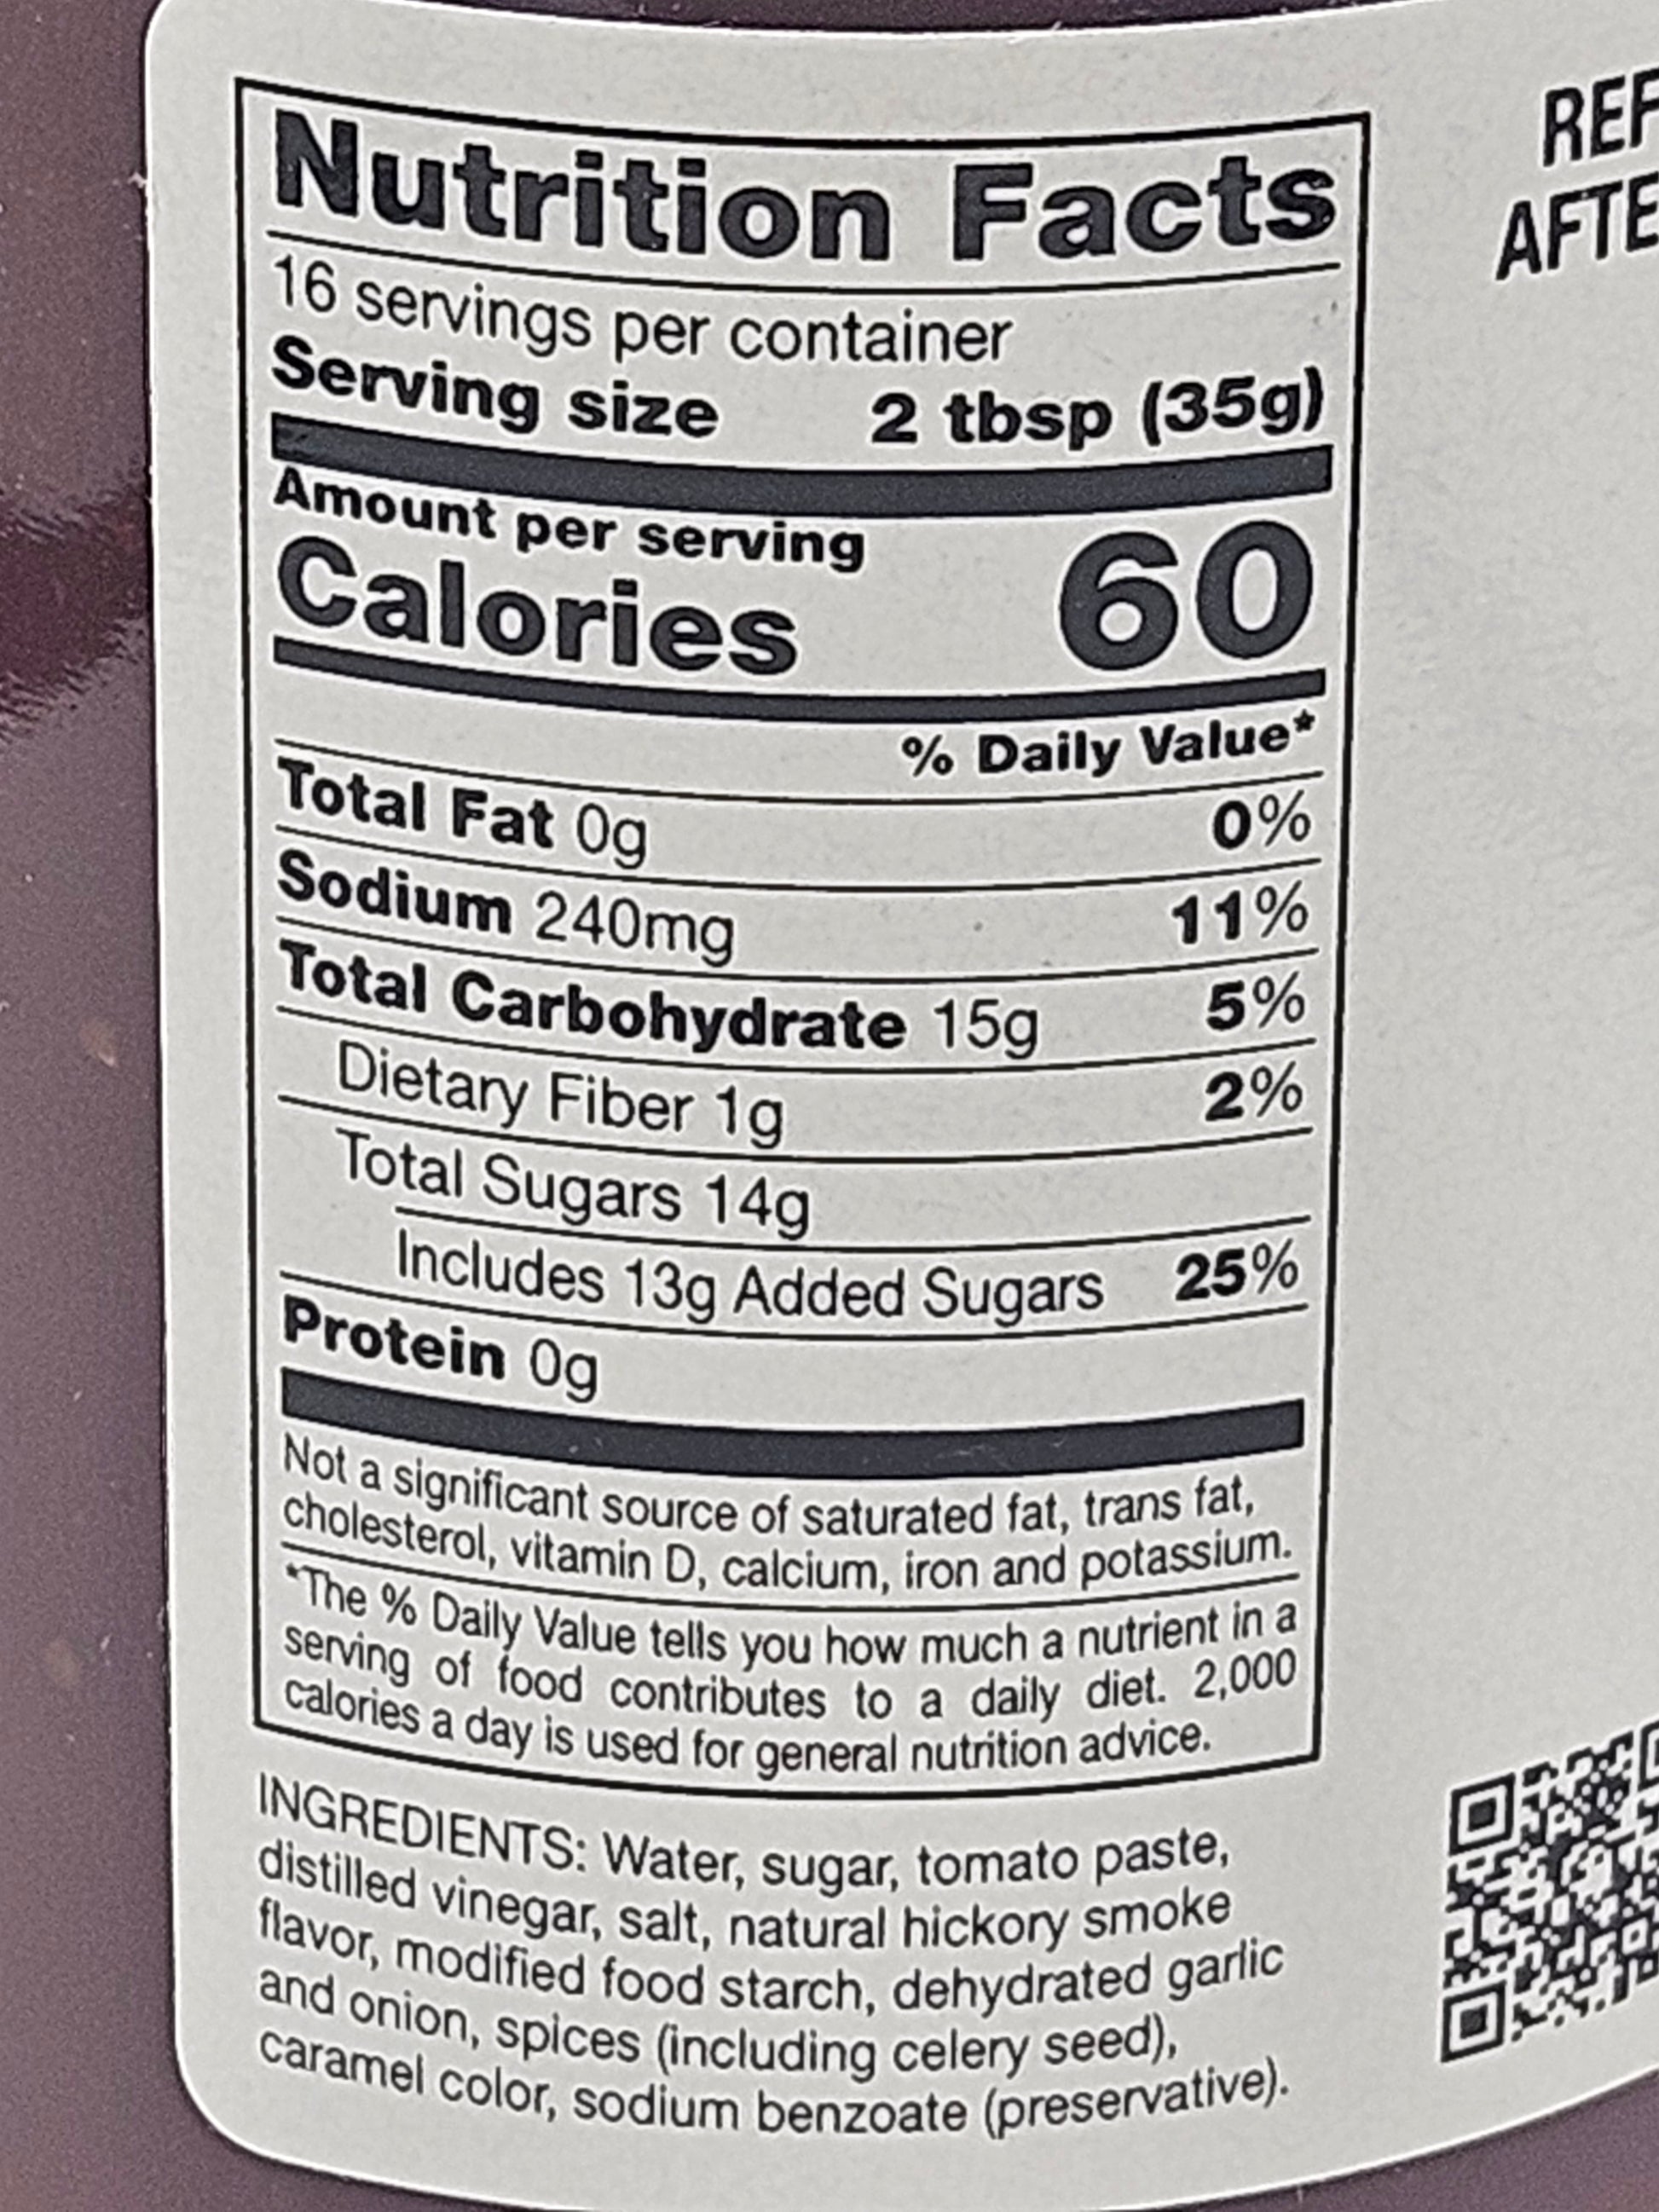 Nutrition Facts
16 servings per container
Serving size 2 tbsp (35g)
Amount per serving
Calories 60
% Daily Value*
Total Fat 0g 0%
Sodium 240mg 11%
Total Carbohydrate 15g 5%
Dietary Fiber 1g 2%
Total Sugars 14g
Includes 13g Added Sugars 25%
Protein 0g
Not a significant source of saturated fat, trans fat,
cholesterol, vitamin D, calcium, iron and potassium.
*The % Daily Value tells you how much a nutrient in a
serving of food contributes to a daily diet. 2,000
calories a day is used for general nutrition advice.
INGREDIENTS: Water, sugar, tomato paste,
distilled vinegar, salt, natural hickory smoke
flavor, modified food starch, dehydrated garlic
and onion, spices (including celery seed),
caramel color, sodium benzoate (preservative).